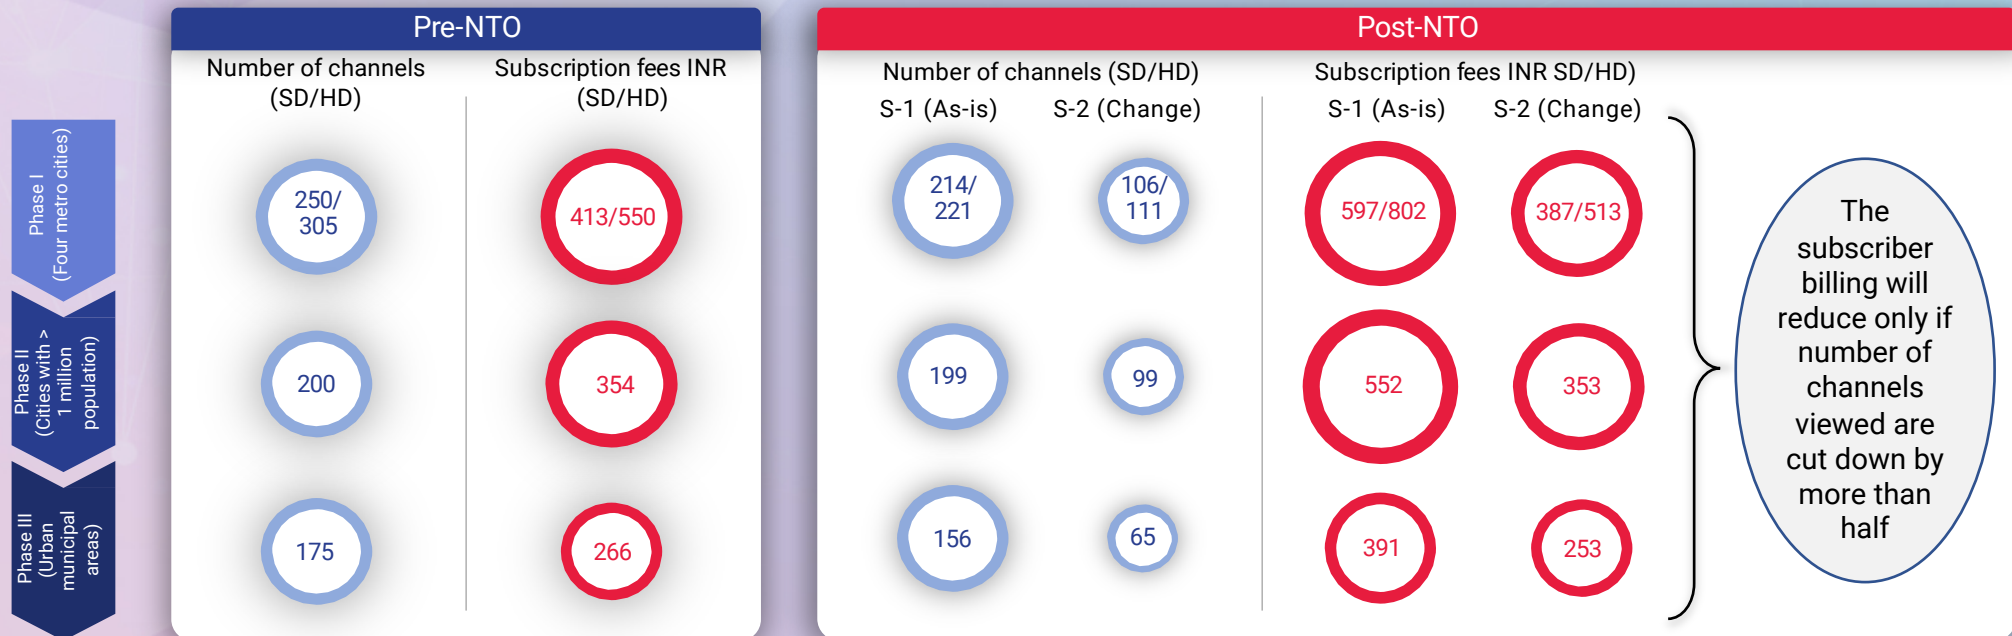 Pre-NTO
Number of channels
(SD/HD)
Subscription fees INR
(SD/HD)
Post-NTO
Number of channels (SD/HD)
S-1 (As-is)
S-2 (Change)
Subscription fees INR SD/HD)
S-1 (As-is)
S-2 (Change)
Phase I
(Four metro cities)
250/
305
413/550
214/
221
106/
111
597/802
387/513
Phase II
(Cities with >
1 million
population)
200
354
199
99
552
353
Phase III
(Urban
municipal
areas)
175
266
156
65
391
253
The
subscriber
billing will
reduce only if
number of
channels
viewed are
cut down by
more than
half